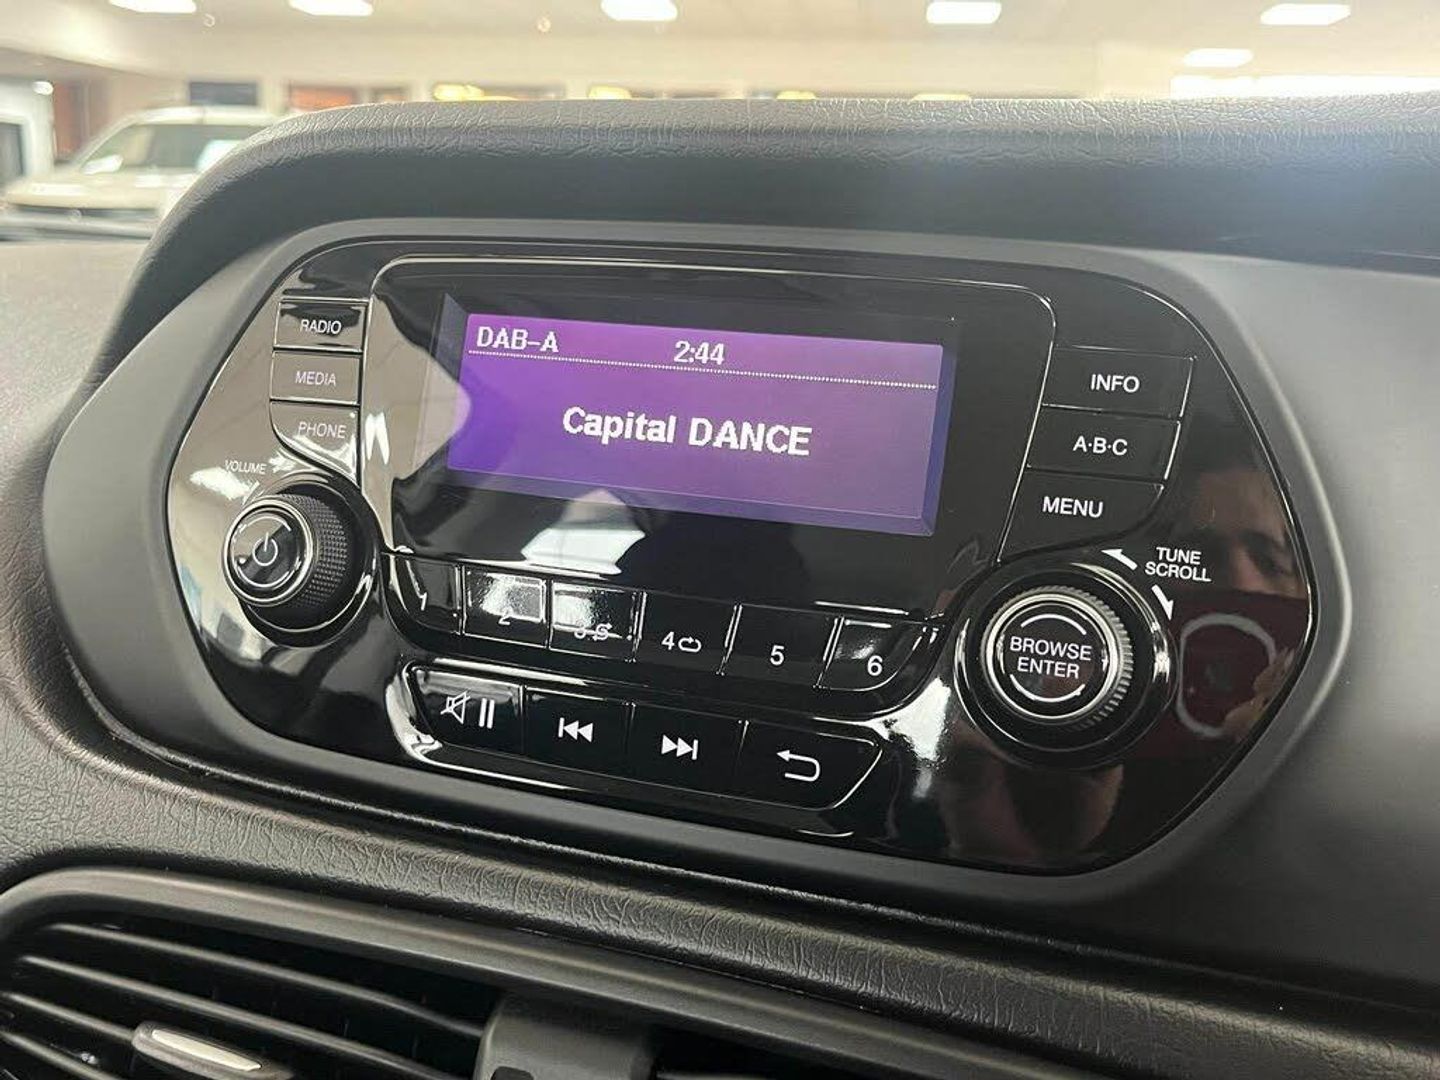 DAB-A 2:44
Capital DANCE
RADIO
MEDIA
PHONE
VOLUME
INFO
A·B·C
MENU
TUNE
SCROLL
BROWSE
ENTER
1
2
4
5
6